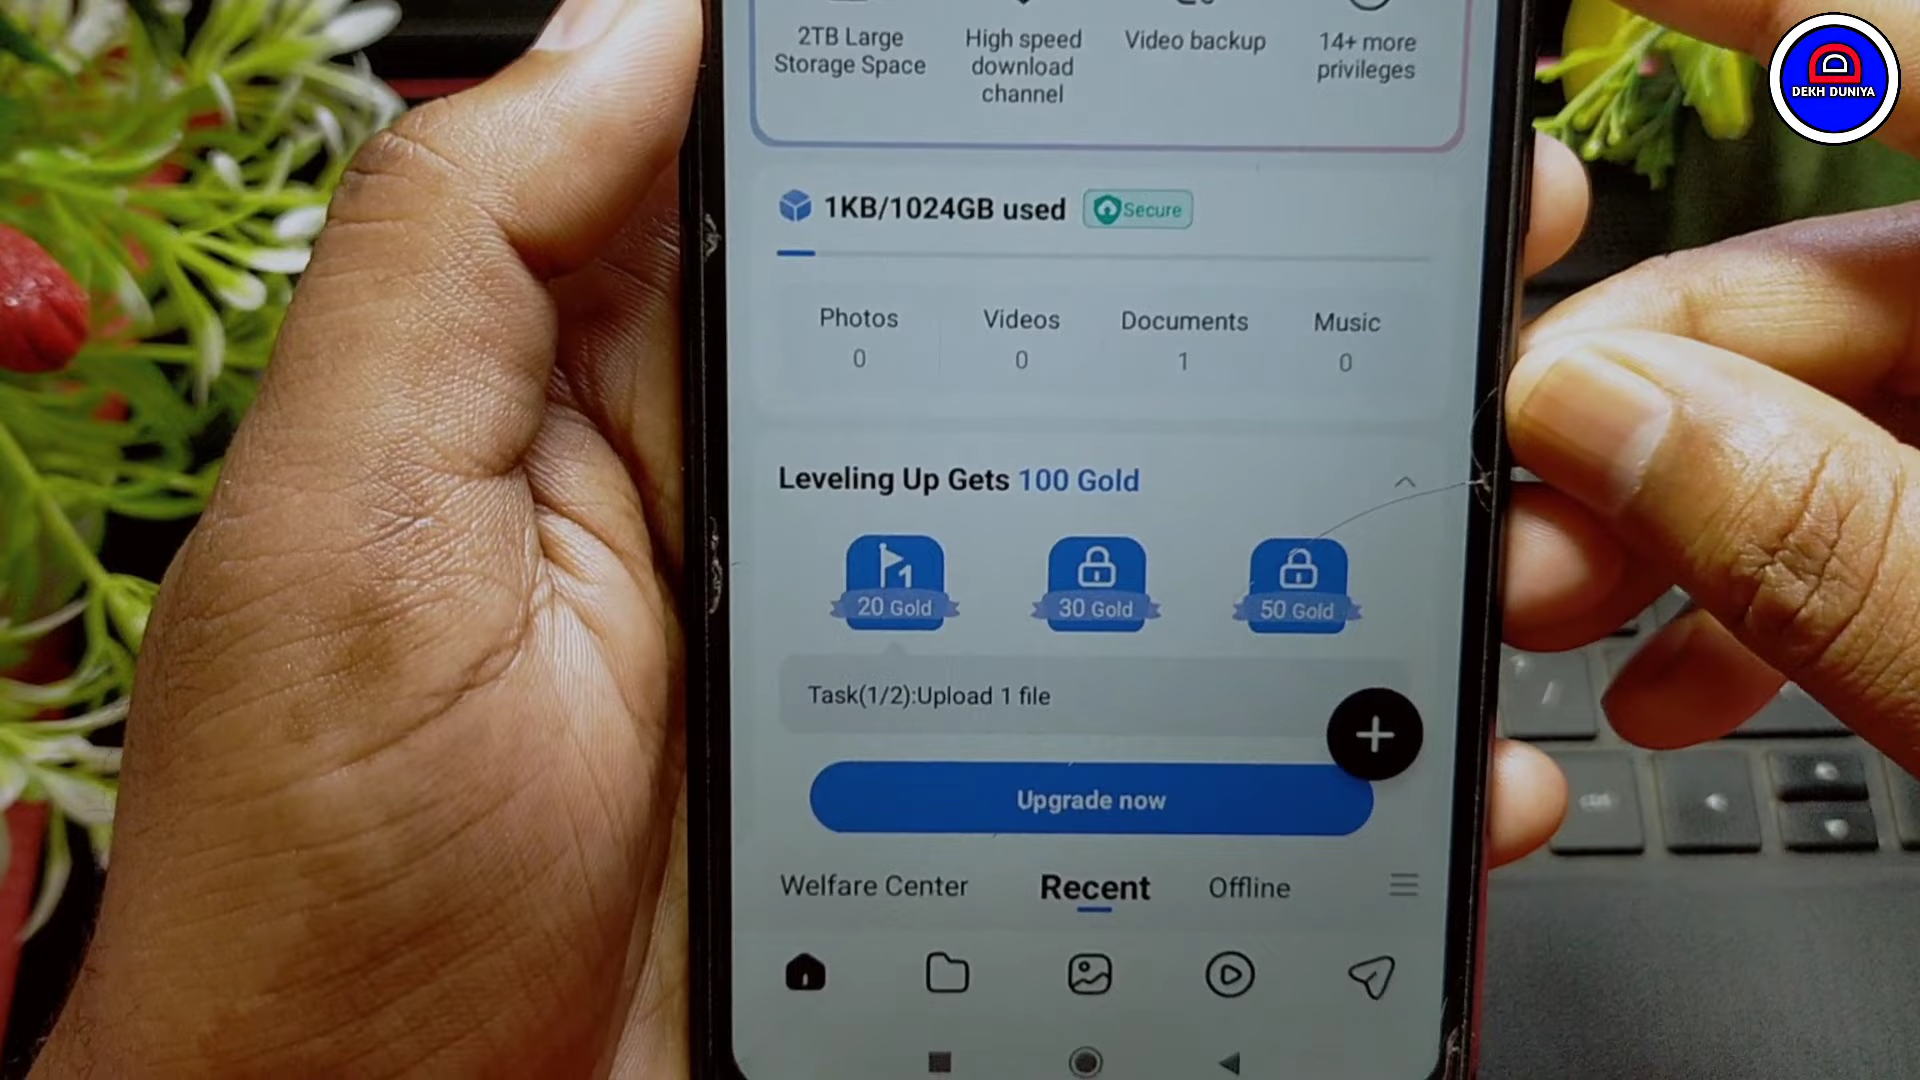 2TB Large
Storage Space
High speed
download
channel
Video backup
14+ more
privileges
DEKH DUNIYA
1KB/1024GB used
Secure
Photos
Videos
Documents
Music
0
0
1
0
Leveling Up Gets 100 Gold
1
20 Gold
30 Gold
50 Gold
Task(1/2):Upload 1 file
Upgrade now
Welfare Center
Recent
Offline